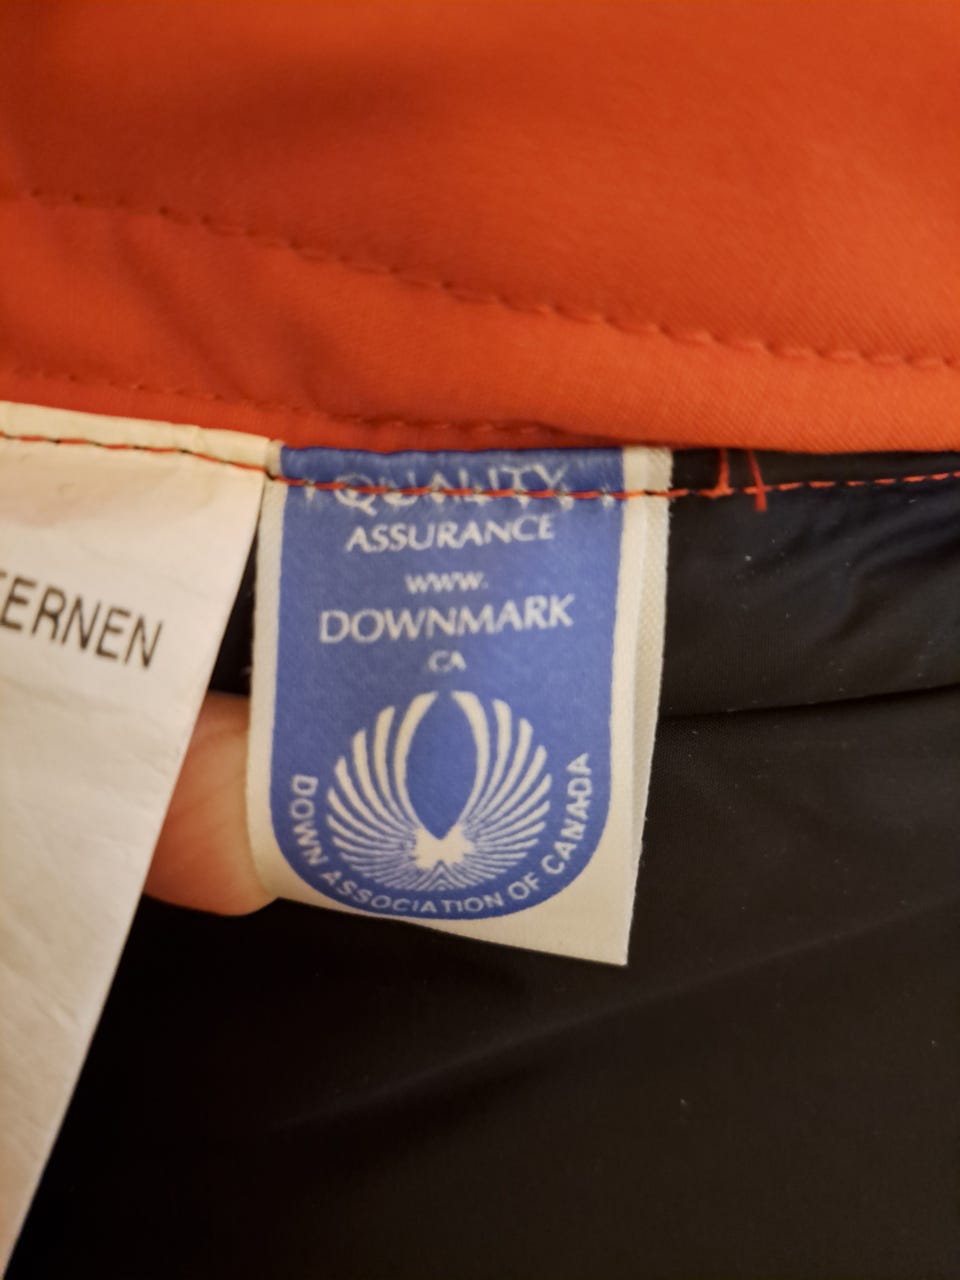 QUALITY
ASSURANCE
www.
DOWNMARK
.CA
DOWN ASSOCIATION OF CANADA
ERNEN